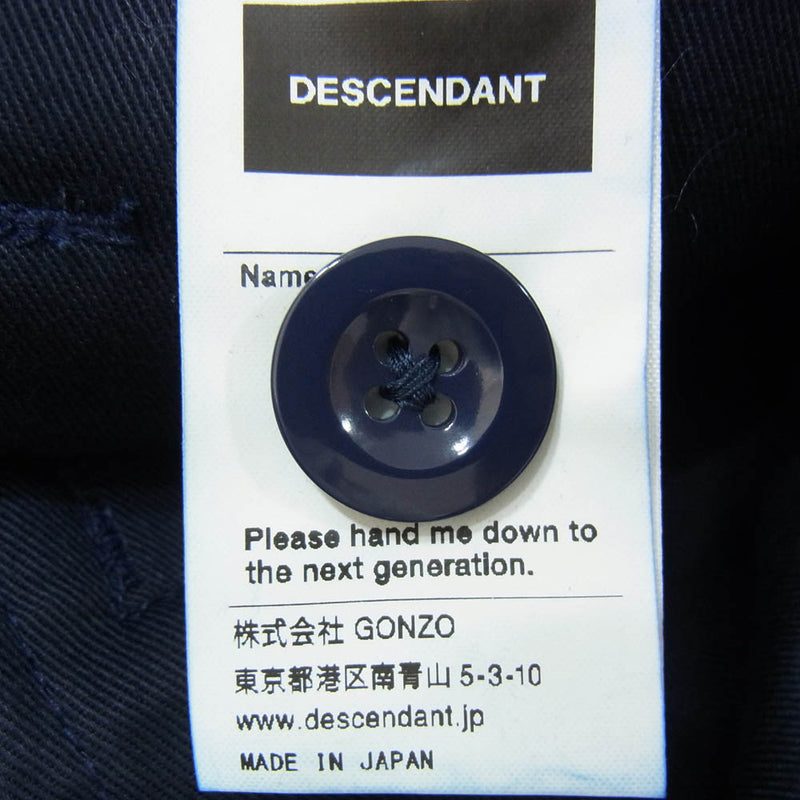 DESCENDANT
Name
Please hand me down to
the next generation.
株式会社 GONZO
東京都港区南青山 5-3-10
www.descendant.jp
MADE IN JAPAN